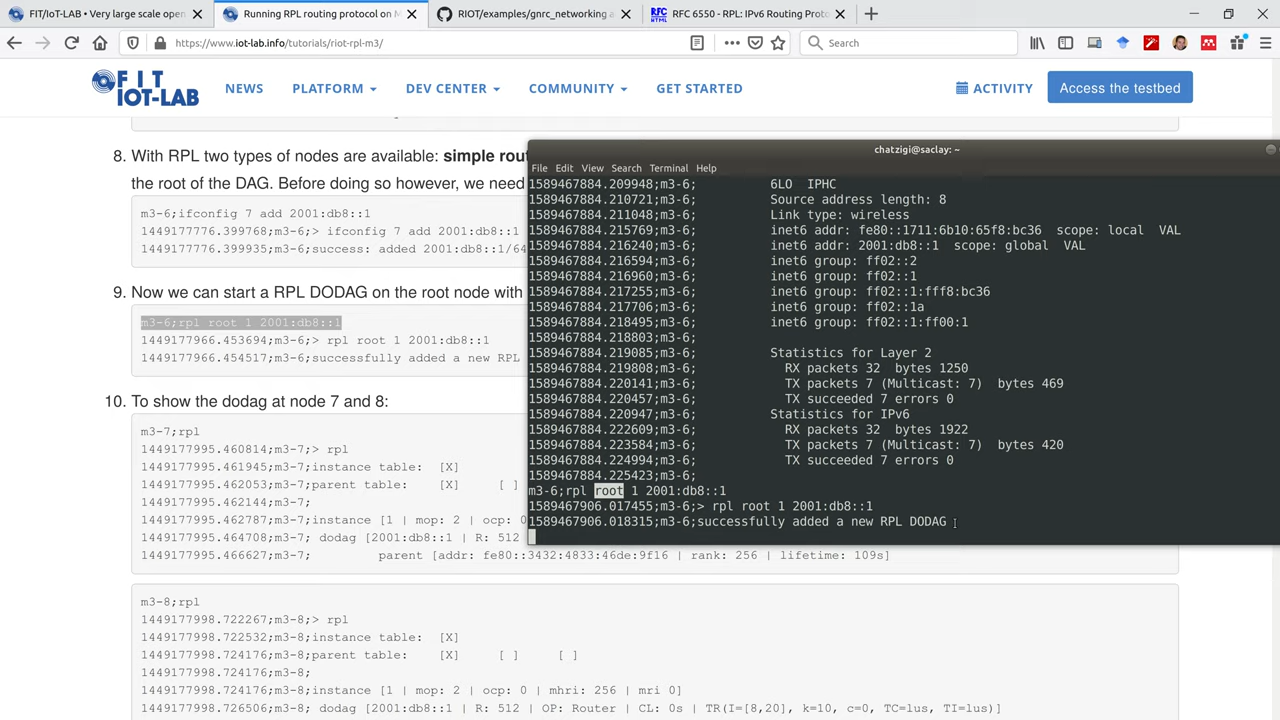 FIT/IoT-LAB • Very large scale open
Running RPL routing protocol on M
RIOT/examples/gnrc_networking a
RFC HTML
RFC 6550 - RPL: IPv6 Routing Proto
https://www.iot-lab.info/tutorials/riot-rpl-m3/
Search
FIT IOT-LAB
NEWS
PLATFORM
DEV CENTER
COMMUNITY
GET STARTED
ACTIVITY
Access the testbed
8. With RPL two types of nodes are available: simple rout
the root of the DAG. Before doing so however, we need
m3-6;ifconfig 7 add 2001:db8::1
1449177776.399768;m3-6;> ifconfig 7 add 2001:db8::1
1449177776.399935;m3-6;success: added 2001:db8::1/64
9. Now we can start a RPL DODAG on the root node with
m3-6;rpl root 1 2001:db8::1
1449177966.453694;m3-6;> rpl root 1 2001:db8::1
1449177966.454517;m3-6;successfully added a new RPL
10. To show the dodag at node 7 and 8:
m3-7;rpl
1449177995.460814;m3-7;> rpl
1449177995.461945;m3-7;instance table: [X]
1449177995.462053;m3-7;parent table: [X] [ ]
1449177995.462142;m3-7;
1449177995.462787;m3-7;instance [1 | mop: 2 | ocp: 0
1449177995.464708;m3-7; dodag [2001:db8::1 | R: 512
1449177995.466527;m3-7; parent [addr: fe80::3432:4833:46de:9f16 | rank: 256 | lifetime: 109s]
m3-8;rpl
1449177998.722267;m3-8;> rpl
1449177998.722532;m3-8;instance table: [X]
1449177998.724176;m3-8;parent table: [X] [ ] [ ]
1449177998.724176;m3-8;
1449177998.724176;m3-8;instance [1 | mop: 2 | ocp: 0 | mhri: 256 | mri 0]
1449177998.726506;m3-8; dodag [2001:db8::1 | R: 512 | OP: Router | CL: 0s | TR(I=[8,20], k=10, c=0, TC=lus, TI=lus)]
chatzigi@saclay: ~
File Edit View Search Terminal Help
1589467884.209948;m3-6; 6LO IPHC
1589467884.210721;m3-6; Source address length: 8
1589467884.211048;m3-6; Link type: wireless
1589467884.215769;m3-6; inet6 addr: fe80::1711:6b10:65f8:bc36 scope: local VAL
1589467884.216240;m3-6; inet6 addr: 2001:db8::1 scope: global VAL
1589467884.216594;m3-6; inet6 group: ff02::2
1589467884.216960;m3-6; inet6 group: ff02::1
1589467884.217255;m3-6; inet6 group: ff02::1:fff8:bc36
1589467884.217706;m3-6; inet6 group: ff02::1a
1589467884.218495;m3-6; inet6 group: ff02::1:ff00:1
1589467884.218803;m3-6;
1589467884.219085;m3-6; Statistics for Layer 2
1589467884.219808;m3-6; RX packets 32 bytes 1250
1589467884.220141;m3-6; TX packets 7 (Multicast: 7) bytes 469
1589467884.220457;m3-6; TX succeeded 7 errors 0
1589467884.220947;m3-6; Statistics for IPv6
1589467884.222609;m3-6; RX packets 32 bytes 1922
1589467884.223584;m3-6; TX packets 7 (Multicast: 7) bytes 420
1589467884.224994;m3-6; TX succeeded 7 errors 0
1589467884.225423;m3-6;
m3-6;rpl root 1 2001:db8::1
1589467906.017455;m3-6;> rpl root 1 2001:db8::1
1589467906.018315;m3-6;successfully added a new RPL DODAG